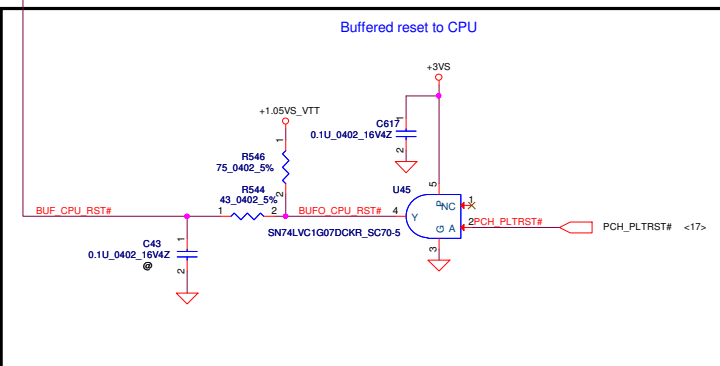 Buffered reset to CPU
+3VS
+1.05VS_VTT
1
C617
0.1U_0402_16V4Z
2
1
R546
75_0402_5%
2
R544
43_0402_5%
U45
5
P
NC
1
BUF_CPU_RST#
1
2
BUFO_CPU_RST#
4
Y
G
A
2
PCH_PLTRST#
PCH_PLTRST#
<17>
SN74LVC1G07DCKR_SC70-5
3
1
C43
0.1U_0402_16V4Z
@
2